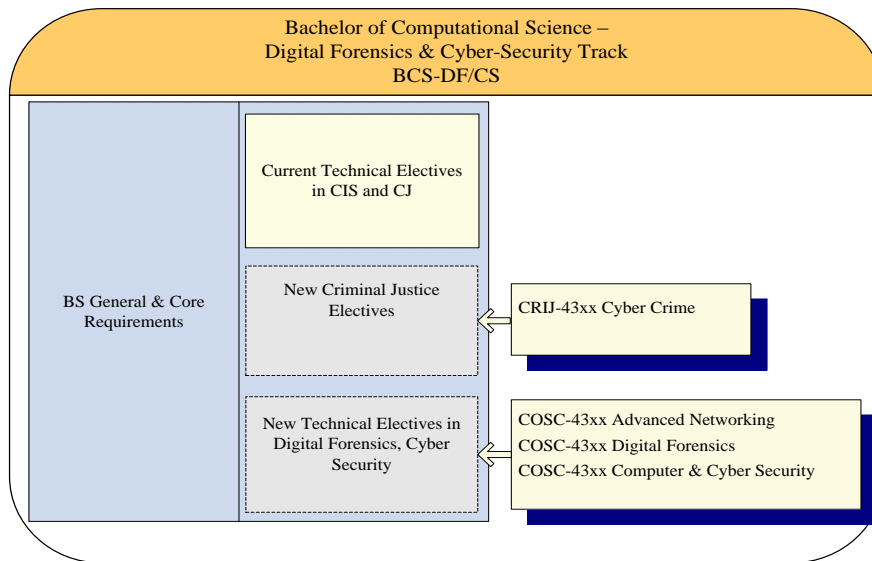 Bachelor of Computational Science –
Digital Forensics & Cyber-Security Track
BCS-DF/CS
Current Technical Electives
in CIS and CJ
BS General & Core
Requirements
New Criminal Justice
Electives
CRIJ-43xx Cyber Crime
New Technical Electives in
Digital Forensics, Cyber
Security
COSC-43xx Advanced Networking
COSC-43xx Digital Forensics
COSC-43xx Computer & Cyber Security